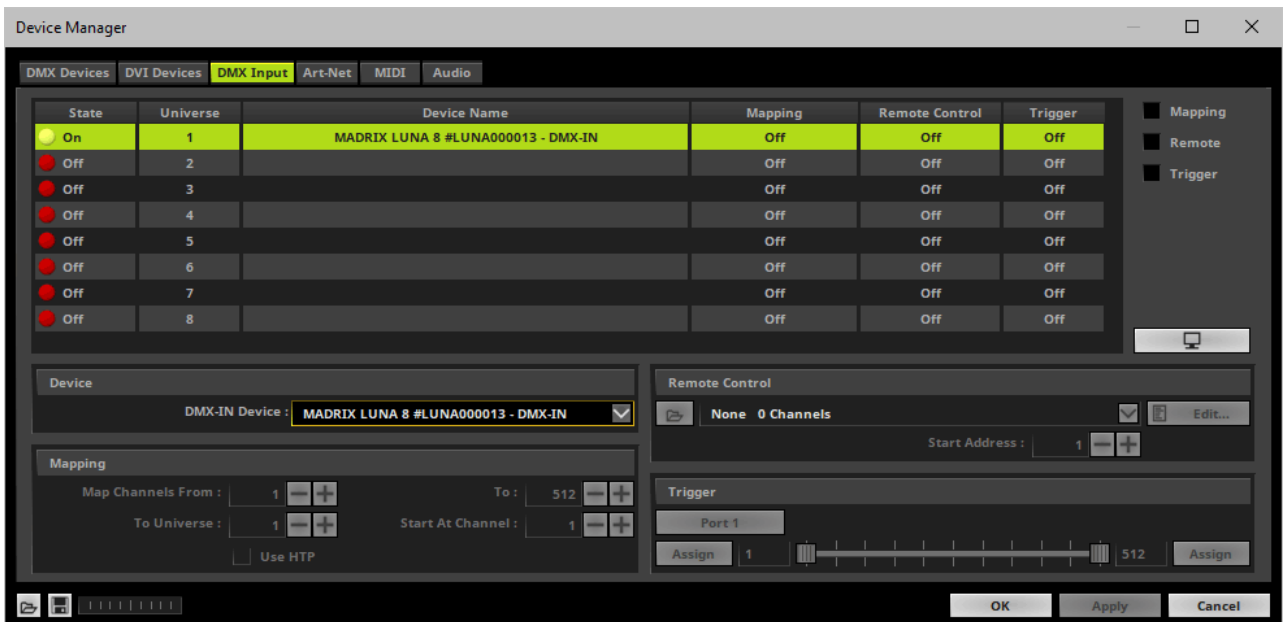 Device Manager
DMX Devices DVI Devices DMX Input Art-Net MIDI Audio
State Universe Device Name Mapping Remote Control Trigger
On 1 MADRIX LUNA 8 #LUNA000013 - DMX-IN Off Off Off
Off 2 Off Off Off
Off 3 Off Off Off
Off 4 Off Off Off
Off 5 Off Off Off
Off 6 Off Off Off
Off 7 Off Off Off
Off 8 Off Off Off
Mapping
Remote
Trigger
Device
DMX-IN Device : MADRIX LUNA 8 #LUNA000013 - DMX-IN
Mapping
Map Channels From : 1 To : 512
To Universe : 1 Start At Channel : 1
Use HTP
Remote Control
None 0 Channels Edit...
Start Address : 1
Trigger
Port 1
Assign 1 512 Assign
OK Apply Cancel